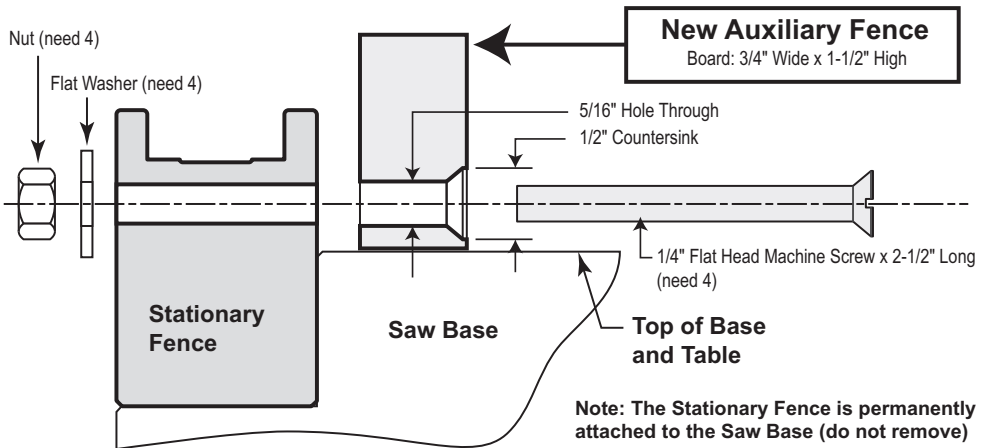 Nut (need 4)
Flat Washer (need 4)
New Auxiliary Fence
Board: 3/4" Wide x 1-1/2" High
5/16" Hole Through
1/2" Countersink
1/4" Flat Head Machine Screw x 2-1/2" Long
(need 4)
Stationary
Fence
Saw Base
Top of Base
and Table
Note: The Stationary Fence is permanently
attached to the Saw Base (do not remove)